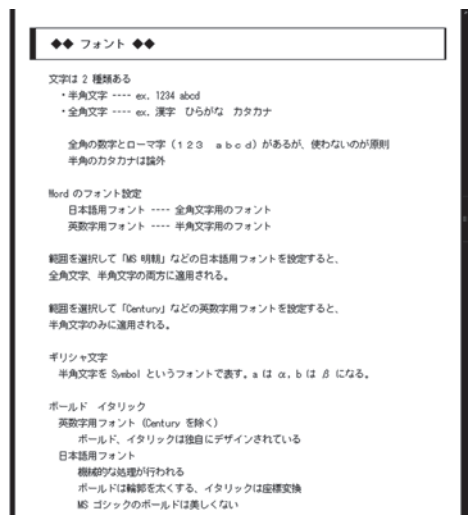 ◆◆ フォント ◆◆
文字は 2 種類ある
・半角文字 ---- ex. 1234 abcd
・全角文字 ---- ex. 漢字 ひらがな カタカナ
全角の数字とローマ字（１２３ ａｂｃｄ）があるが、使わないのが原則
半角のカタカナは論外
Word のフォント設定
日本語用フォント ---- 全角文字用のフォント
英数字用フォント ---- 半角文字用のフォント
範囲を選択して「MS 明朝」などの日本語用フォントを設定すると、
全角文字、半角文字の両方に適用される。
範囲を選択して「Century」などの英数字用フォントを設定すると、
半角文字のみに適用される。
ギリシャ文字
半角文字を Symbol というフォントで表す。a は α, b は β になる。
ボールド イタリック
英数字用フォント (Century を除く)
ボールド、イタリックは独自にデザインされている
日本語用フォント
機械的な処理が行われる
ボールドは輪郭を太くする、イタリックは座標変換
MS ゴシックのボールドは美しくない